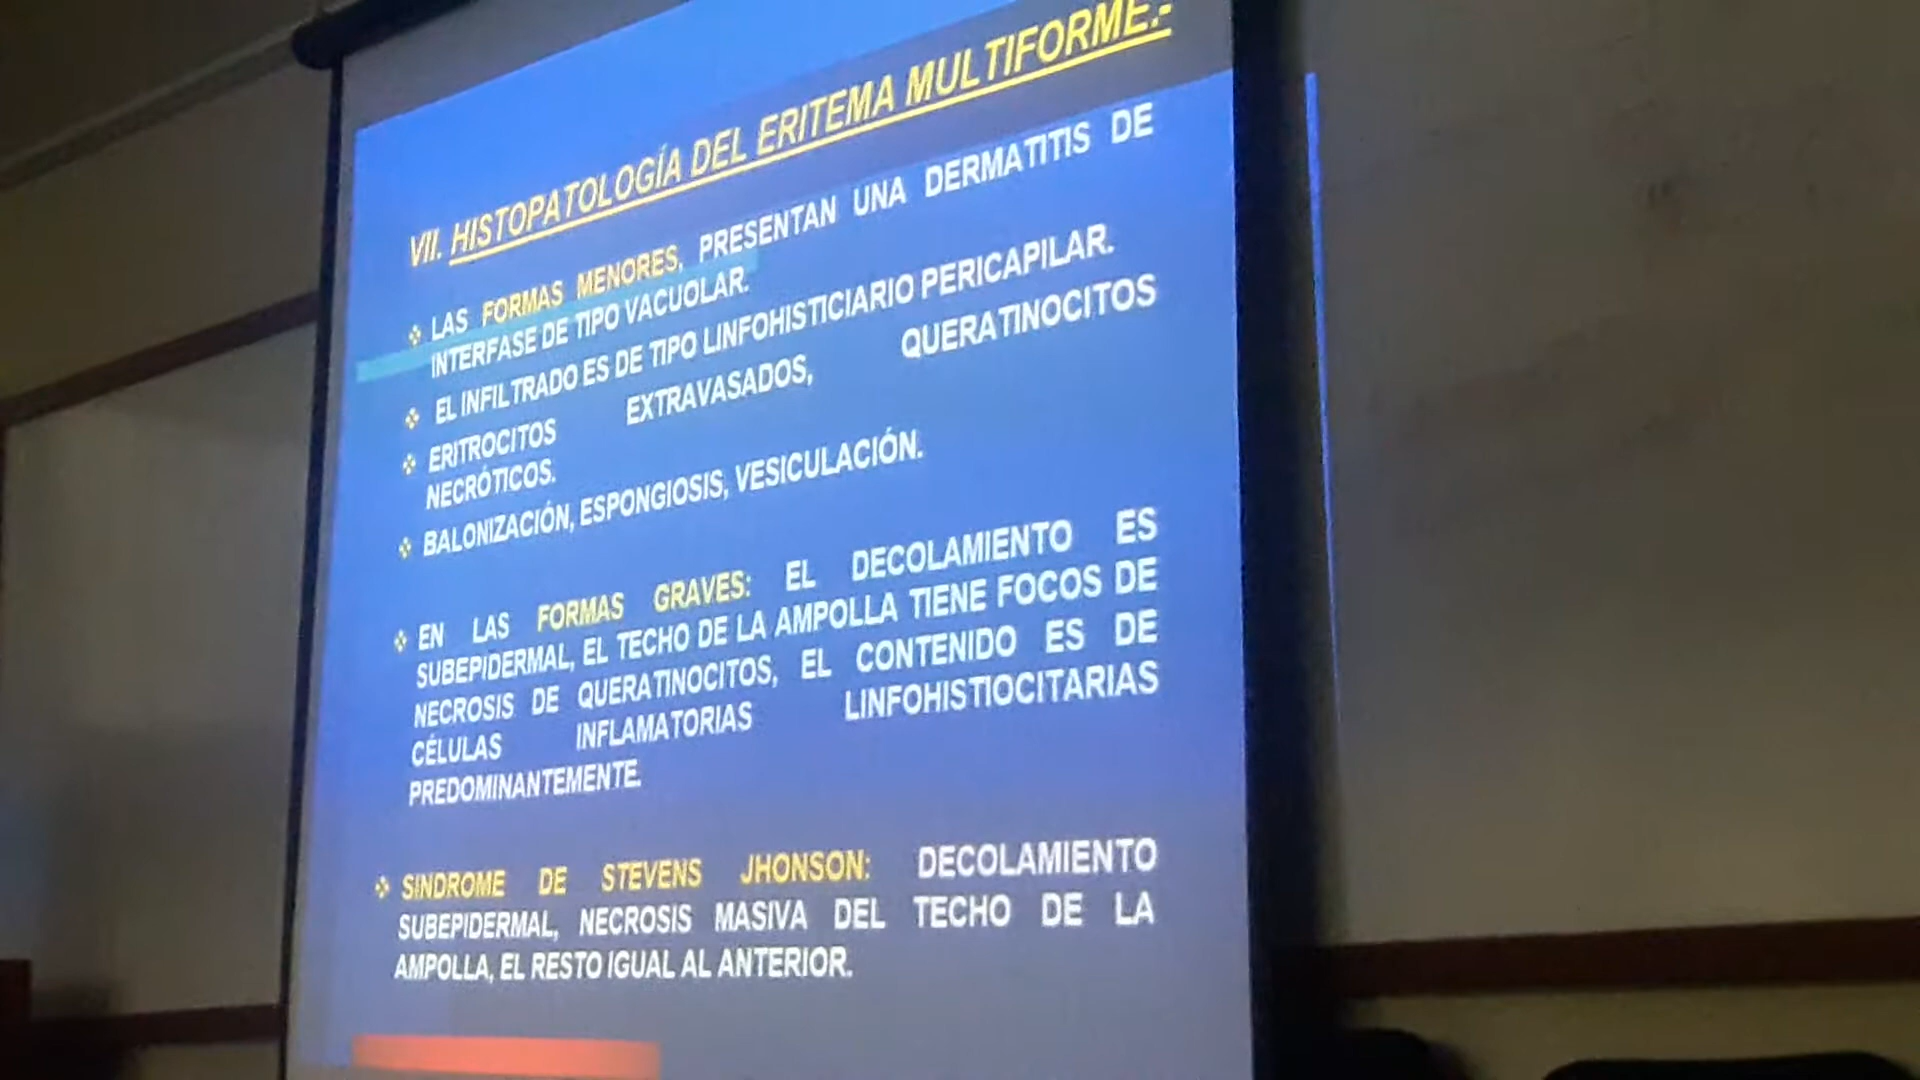 VII. HISTOPATOLOGÍA DEL ERITEMA MULTIFORME.-
❖ LAS FORMAS MENORES, PRESENTAN UNA DERMATITIS DE
INTERFASE DE TIPO VACUOLAR.
❖ EL INFILTRADO ES DE TIPO LINFOHISTICIARIO PERICAPILAR.
❖ ERITROCITOS EXTRAVASADOS, QUERATINOCITOS
NECRÓTICOS.
❖ BALONIZACIÓN, ESPONGIOSIS, VESICULACIÓN.
❖ EN LAS FORMAS GRAVES: EL DECOLAMIENTO ES
SUBEPIDERMAL, EL TECHO DE LA AMPOLLA TIENE FOCOS DE
NECROSIS DE QUERATINOCITOS, EL CONTENIDO ES DE
CÉLULAS INFLAMATORIAS LINFOHISTIOCITARIAS
PREDOMINANTEMENTE.
❖ SINDROME DE STEVENS JHONSON: DECOLAMIENTO
SUBEPIDERMAL, NECROSIS MASIVA DEL TECHO DE LA
AMPOLLA, EL RESTO IGUAL AL ANTERIOR.